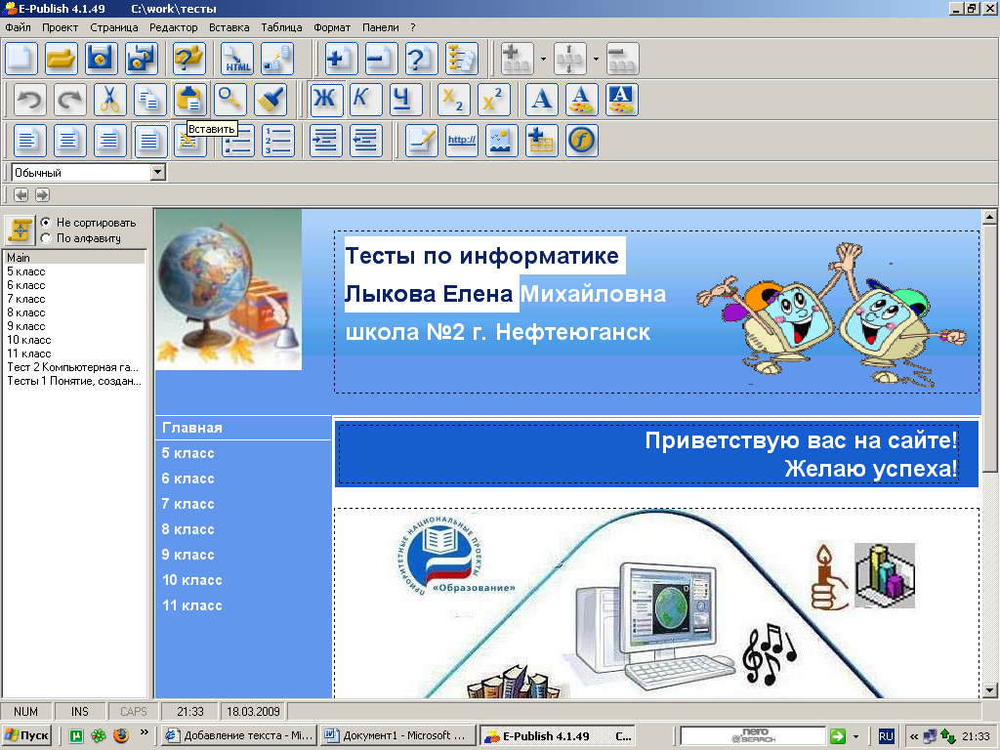 E-Publish 4.1.49 C:\work\тесты
Файл Проект Страница Редактор Вставка Таблица Формат Панели ?
HTML
Ж К Ч X2 X2 A A A
Вставить
http://
Обычный
Не сортировать
По алфавиту
Main
5 класс
6 класс
7 класс
8 класс
9 класс
10 класс
11 класс
Тест 2 Компьютерная га...
Тесты 1 Понятие, создан...
Тесты по информатике
Лыкова Елена Михайловна
школа №2 г. Нефтеюганск
Главная
5 класс
6 класс
7 класс
8 класс
9 класс
10 класс
11 класс
Приветствую вас на сайте!
Желаю успеха!
ПРИОРИТЕТНЫЕ НАЦИОНАЛЬНЫЕ ПРОЕКТЫ
«Образование»
NUM INS CAPS 21:33 18.03.2009
Пуск
Добавление текста - Mi...
Документ1 - Microsoft ...
E-Publish 4.1.49 C...
nero
SEARCH
RU
21:33